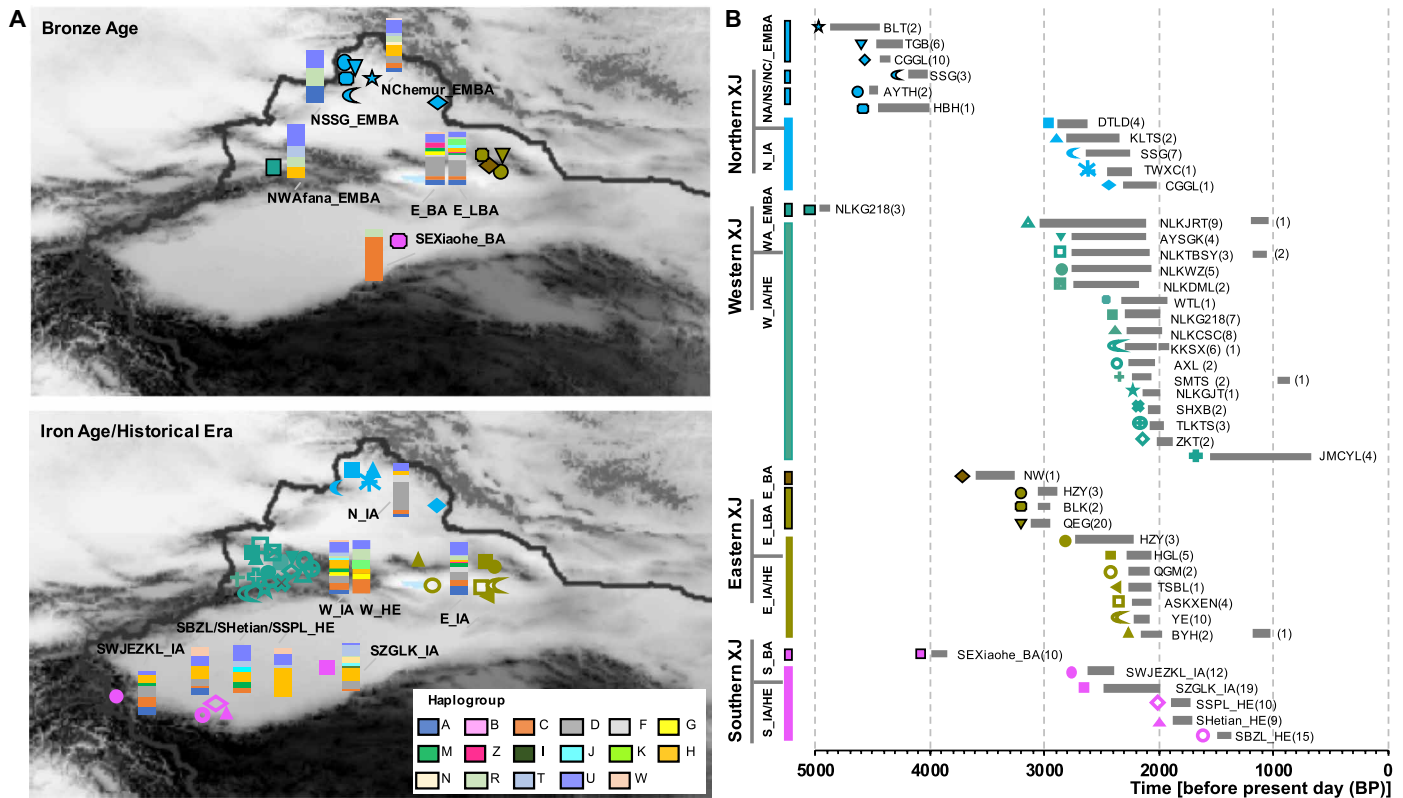 A
Bronze Age
NChemur_EMBA
NSSG_EMBA
NWAfana_EMBA
E_BA E_LBA
SEXiaohe_BA
Iron Age/Historical Era
N_IA
W_IA W_HE
E_IA
SBZL/SHetian/SSPL_HE
SWJEZKL_IA
SZGLK_IA
Haplogroup
A B C D F G
M Z I J K H
N R T U W
B
Northern XJ
NA/NS/NC/_EMBA
N_IA
BLT(2)
TGB(6)
CGGL(10)
SSG(3)
AYTH(2)
HBH(1)
DTLD(4)
KLTS(2)
SSG(7)
TWXC(1)
CGGL(1)
Western XJ
WA_EMBA
W_IA/HE
NLKG218(3)
NLKJRT(9) (1)
AYSGK(4)
NLKTBSY(3) (2)
NLKWZ(5)
NLKDML(2)
WTL(1)
NLKG218(7)
NLKCSC(8)
KKSX(6) (1)
AXL (2)
SMTS (2) (1)
NLKGJT(1)
SHXB(2)
TLKTS(3)
ZKT(2)
JMCYL(4)
Eastern XJ
E_BA
E_LBA
E_IA/HE
NW(1)
HZY(3)
BLK(2)
QEG(20)
HZY(3)
HGL(5)
QGM(2)
TSBL(1)
ASKXEN(4)
YE(10)
BYH(2) (1)
Southern XJ
S_BA
S_IA/HE
SEXiaohe_BA(10)
SWJEZKL_IA(12)
SZGLK_IA(19)
SSPL_HE(10)
SHetian_HE(9)
SBZL_HE(15)
5000 4000 3000 2000 1000 0
Time [before present day (BP)]